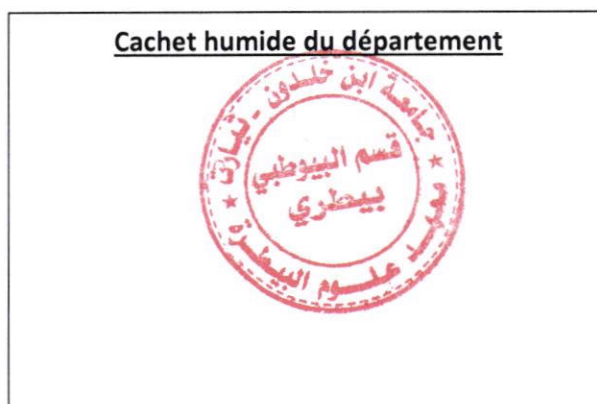 Cachet humide du département
جامعة ابن خلدون - تيارت
قسم البيوطبي
بيطري
* معهد علوم البيطرة *